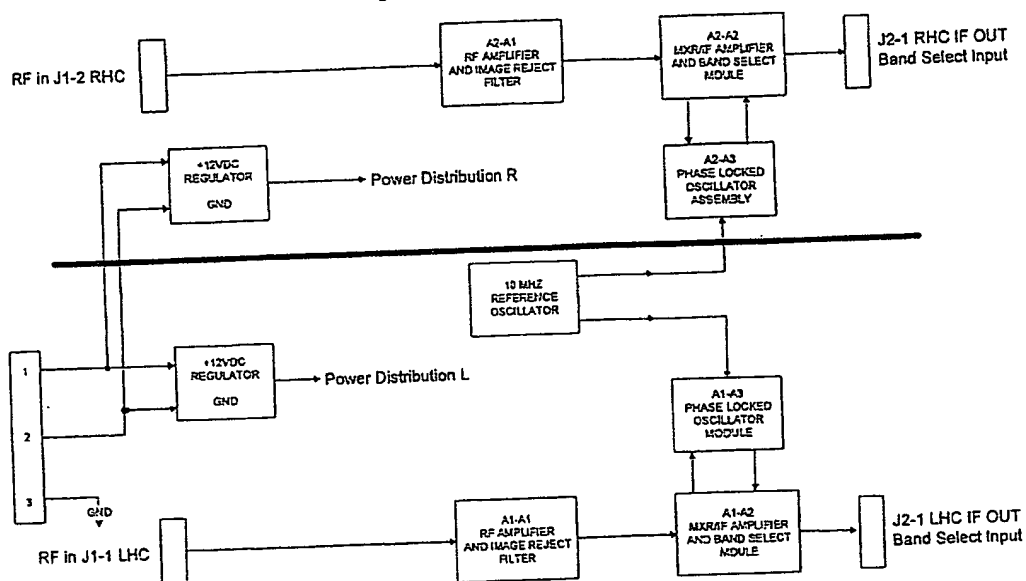 RF in J1-2 RHC
A2-A1
RF AMPLIFIER
AND IMAGE REJECT
FILTER
A2-A2
MXR/IF AMPLIFIER
AND BAND SELECT
MODULE
J2-1 RHC IF OUT
Band Select Input
A2-A3
PHASE LOCKED
OSCILLATOR
ASSEMBLY
+12VDC
REGULATOR
GND
Power Distribution R
10 MHZ
REFERENCE
OSCILLATOR
1
2
3
GND
+12VDC
REGULATOR
GND
Power Distribution L
A1-A3
PHASE LOCKED
OSCILLATOR
MODULE
RF in J1-1 LHC
A1-A1
RF AMPLIFIER
AND IMAGE REJECT
FILTER
A1-A2
MXR/IF AMPLIFIER
AND BAND SELECT
MODULE
J2-1 LHC IF OUT
Band Select Input